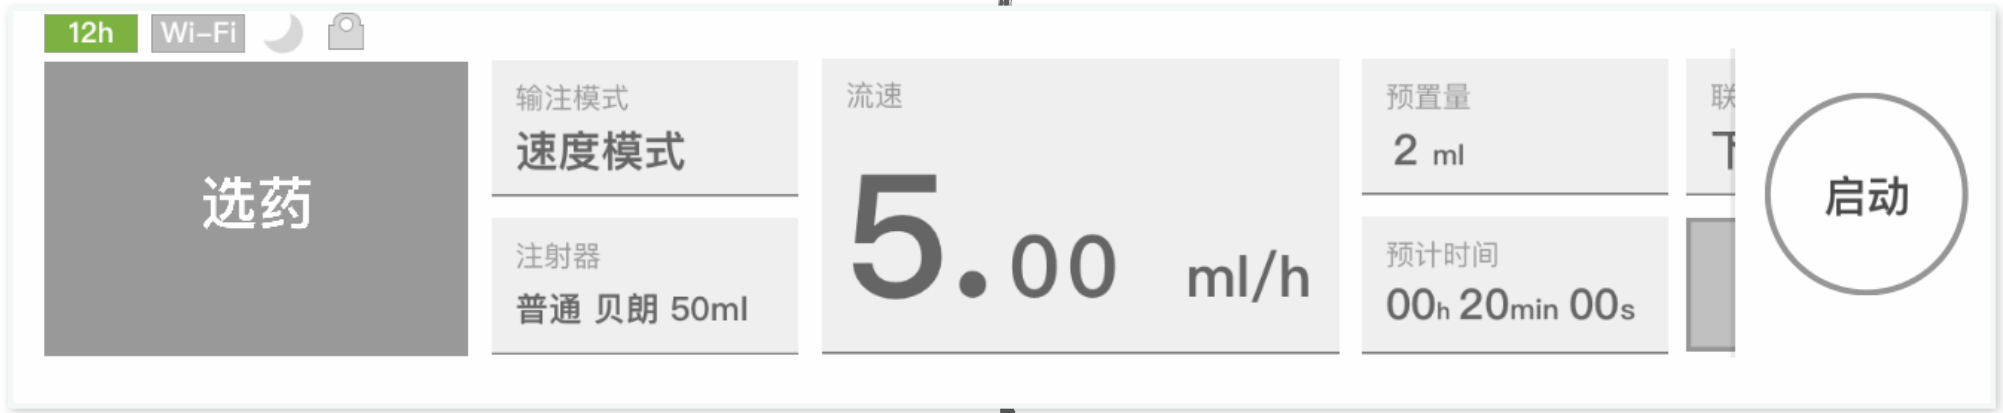 12h Wi-Fi
选药
输注模式
速度模式
注射器
普通 贝朗 50ml
流速
5.00 ml/h
预置量
2 ml
预计时间
00h 20min 00s
联
下
启动